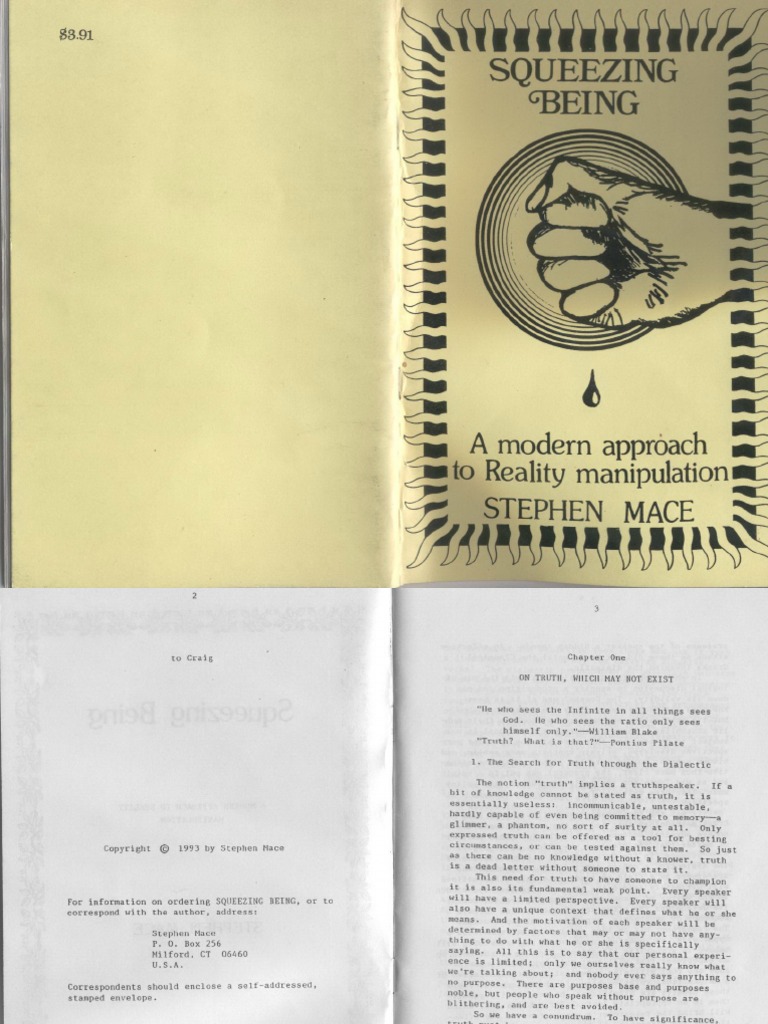 $3.91
SQUEEZING
BEING
A modern approach
to Reality manipulation
STEPHEN MACE
2
to Craig
Squeezing Being
Copyright © 1993 by Stephen Mace
For information on ordering SQUEEZING BEING, or to
correspond with the author, address:
Stephen Mace
P. O. Box 256
Milford, CT 06460
U.S.A.
Correspondents should enclose a self-addressed,
stamped envelope.
3
Chapter One
ON TRUTH, WHICH MAY NOT EXIST
"He who sees the Infinite in all things sees
God. He who sees the ratio only sees
himself only."—William Blake
"Truth? What is that?"—Pontius Pilate
1. The Search for Truth through the Dialectic
The notion "truth" implies a truthspeaker. If a
bit of knowledge cannot be stated as truth, it is
essentially useless: incommunicable, untestable,
hardly capable of even being committed to memory—a
glimmer, a phantom, no sort of surity at all. Only
expressed truth can be offered as a tool for besting
circumstances, or can be tested against them. So just
as there can be no knowledge without a knower, truth
is a dead letter without someone to state it.
This need for truth to have someone to champion
it is also its fundamental weak point. Every speaker
will have a limited perspective. Every speaker will
also have a unique context that defines what he or she
means. And the motivation of each speaker will be
determined by factors that may or may not have any-
thing to do with what he or she is specifically
saying. All this is to say that our personal experi-
ence is limited; only we ourselves really know what
we're talking about; and nobody ever says anything to
no purpose. There are purposes base and purposes
noble, but people who speak without purpose are
blithering, and are best avoided.
So we have a conundrum. To have significance,
truth must